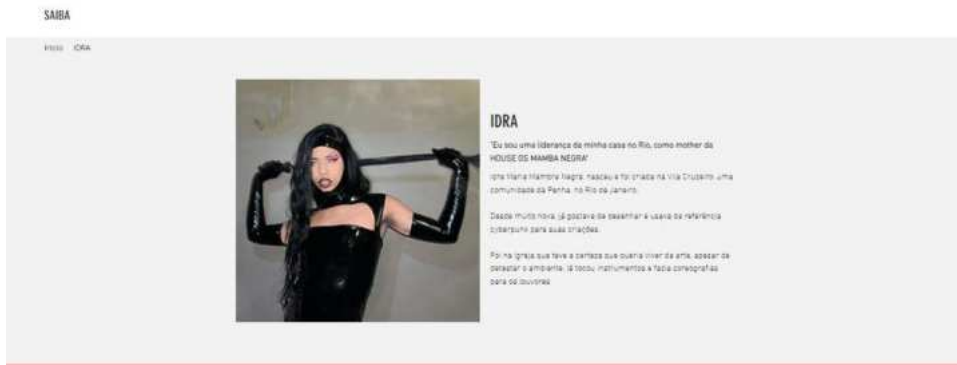 SAIBA
Início IDRA
IDRA
"Eu sou uma liderança da minha casa no Rio, como mother da
HOUSE OS MAMBA NEGRA"
Idra Maria Mamba Negra, nasceu e foi criada na Vila Cruzeiro, uma
comunidade da Penha, no Rio de Janeiro.
Desde muito nova, já gostava de desenhar e usava de referência
cyberpunk para suas criações.
Foi na igreja que teve a certeza que queria viver da arte, apesar de
detestar o ambiente, lá tocou instrumentos e fazia coreografias
para os louvores